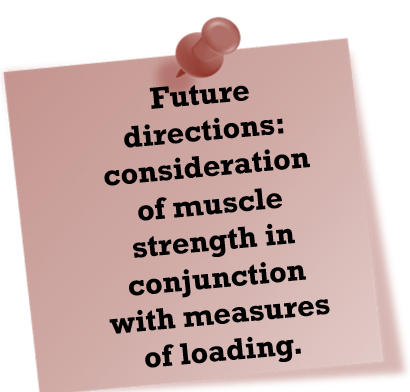 Future
directions:
consideration
of muscle
strength in
conjunction
with measures
of loading.